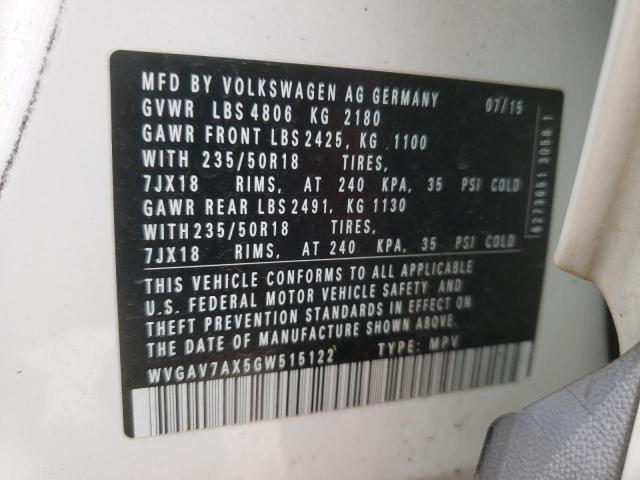 MFD BY VOLKSWAGEN AG GERMANY 07/15
GVWR LBS 4806, KG 2180
GAWR FRONT LBS 2425, KG 1100
WITH 235/50R18 TIRES,
7JX18 RIMS, AT 240 KPA, 35 PSI COLD
GAWR REAR LBS 2491, KG 1130
WITH235/50R18 TIRES,
7JX18 RIMS, AT 240 KPA, 35 PSI COLD
THIS VEHICLE CONFORMS TO ALL APPLICABLE
U.S. FEDERAL MOTOR VEHICLE SAFETY AND
THEFT PREVENTION STANDARDS IN EFFECT ON
THE DATE OF MANUFACTURE SHOWN ABOVE.
WVGAV7AX5GW515122 TYPE: MPV
6273651 3058 1